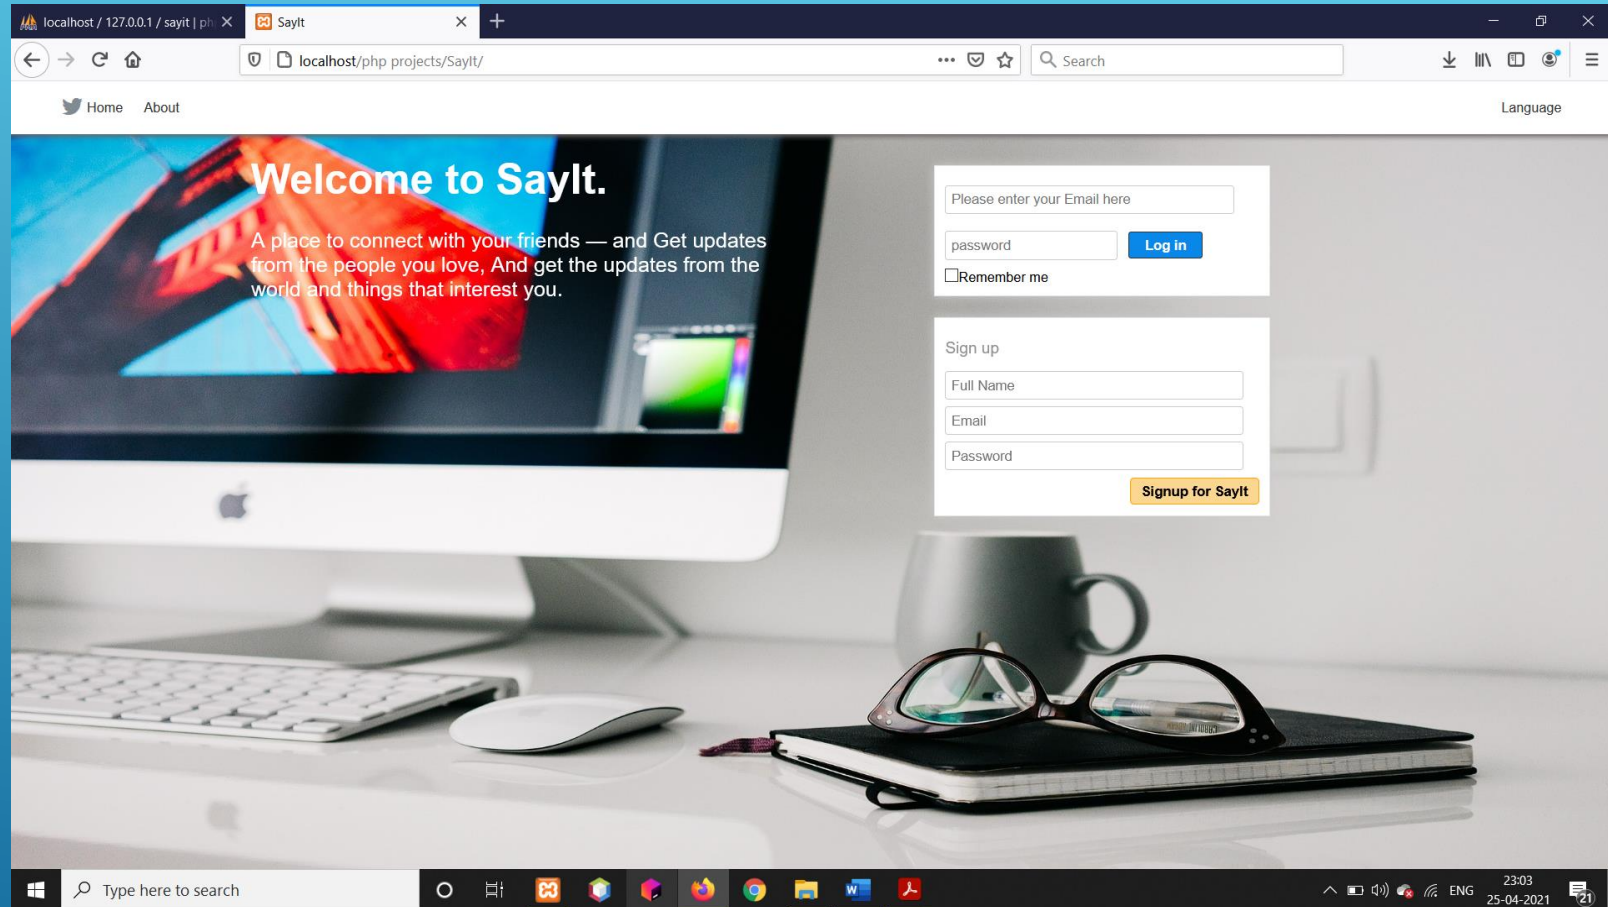 localhost / 127.0.0.1 / sayit | ph
SayIt
localhost/php projects/SayIt/
Search
Home About Language
Welcome to SayIt.
A place to connect with your friends — and Get updates
from the people you love, And get the updates from the
world and things that interest you.
Please enter your Email here
password Log in
Remember me
Sign up
Full Name
Email
Password
Signup for SayIt
Type here to search
ENG
23:03
25-04-2021
21